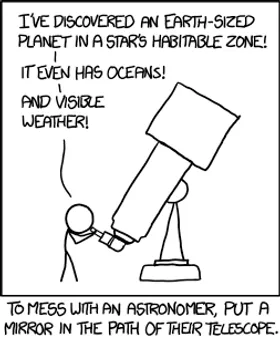 I'VE DISCOVERED AN EARTH-SIZED
PLANET IN A STAR'S HABITABLE ZONE!
IT EVEN HAS OCEANS!
AND VISIBLE
WEATHER!
TO MESS WITH AN ASTRONOMER, PUT A
MIRROR IN THE PATH OF THEIR TELESCOPE.